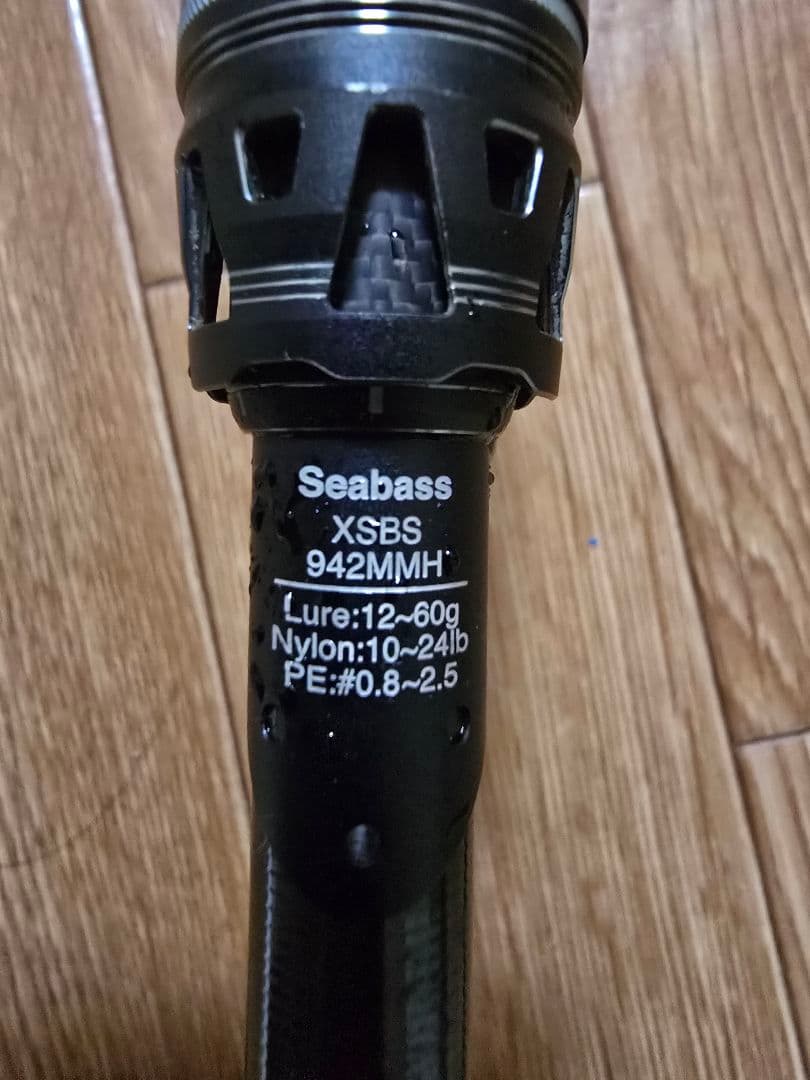 Seabass
XSBS
942MMH
Lure:12~60g
Nylon:10~24lb
PE:#0.8~2.5